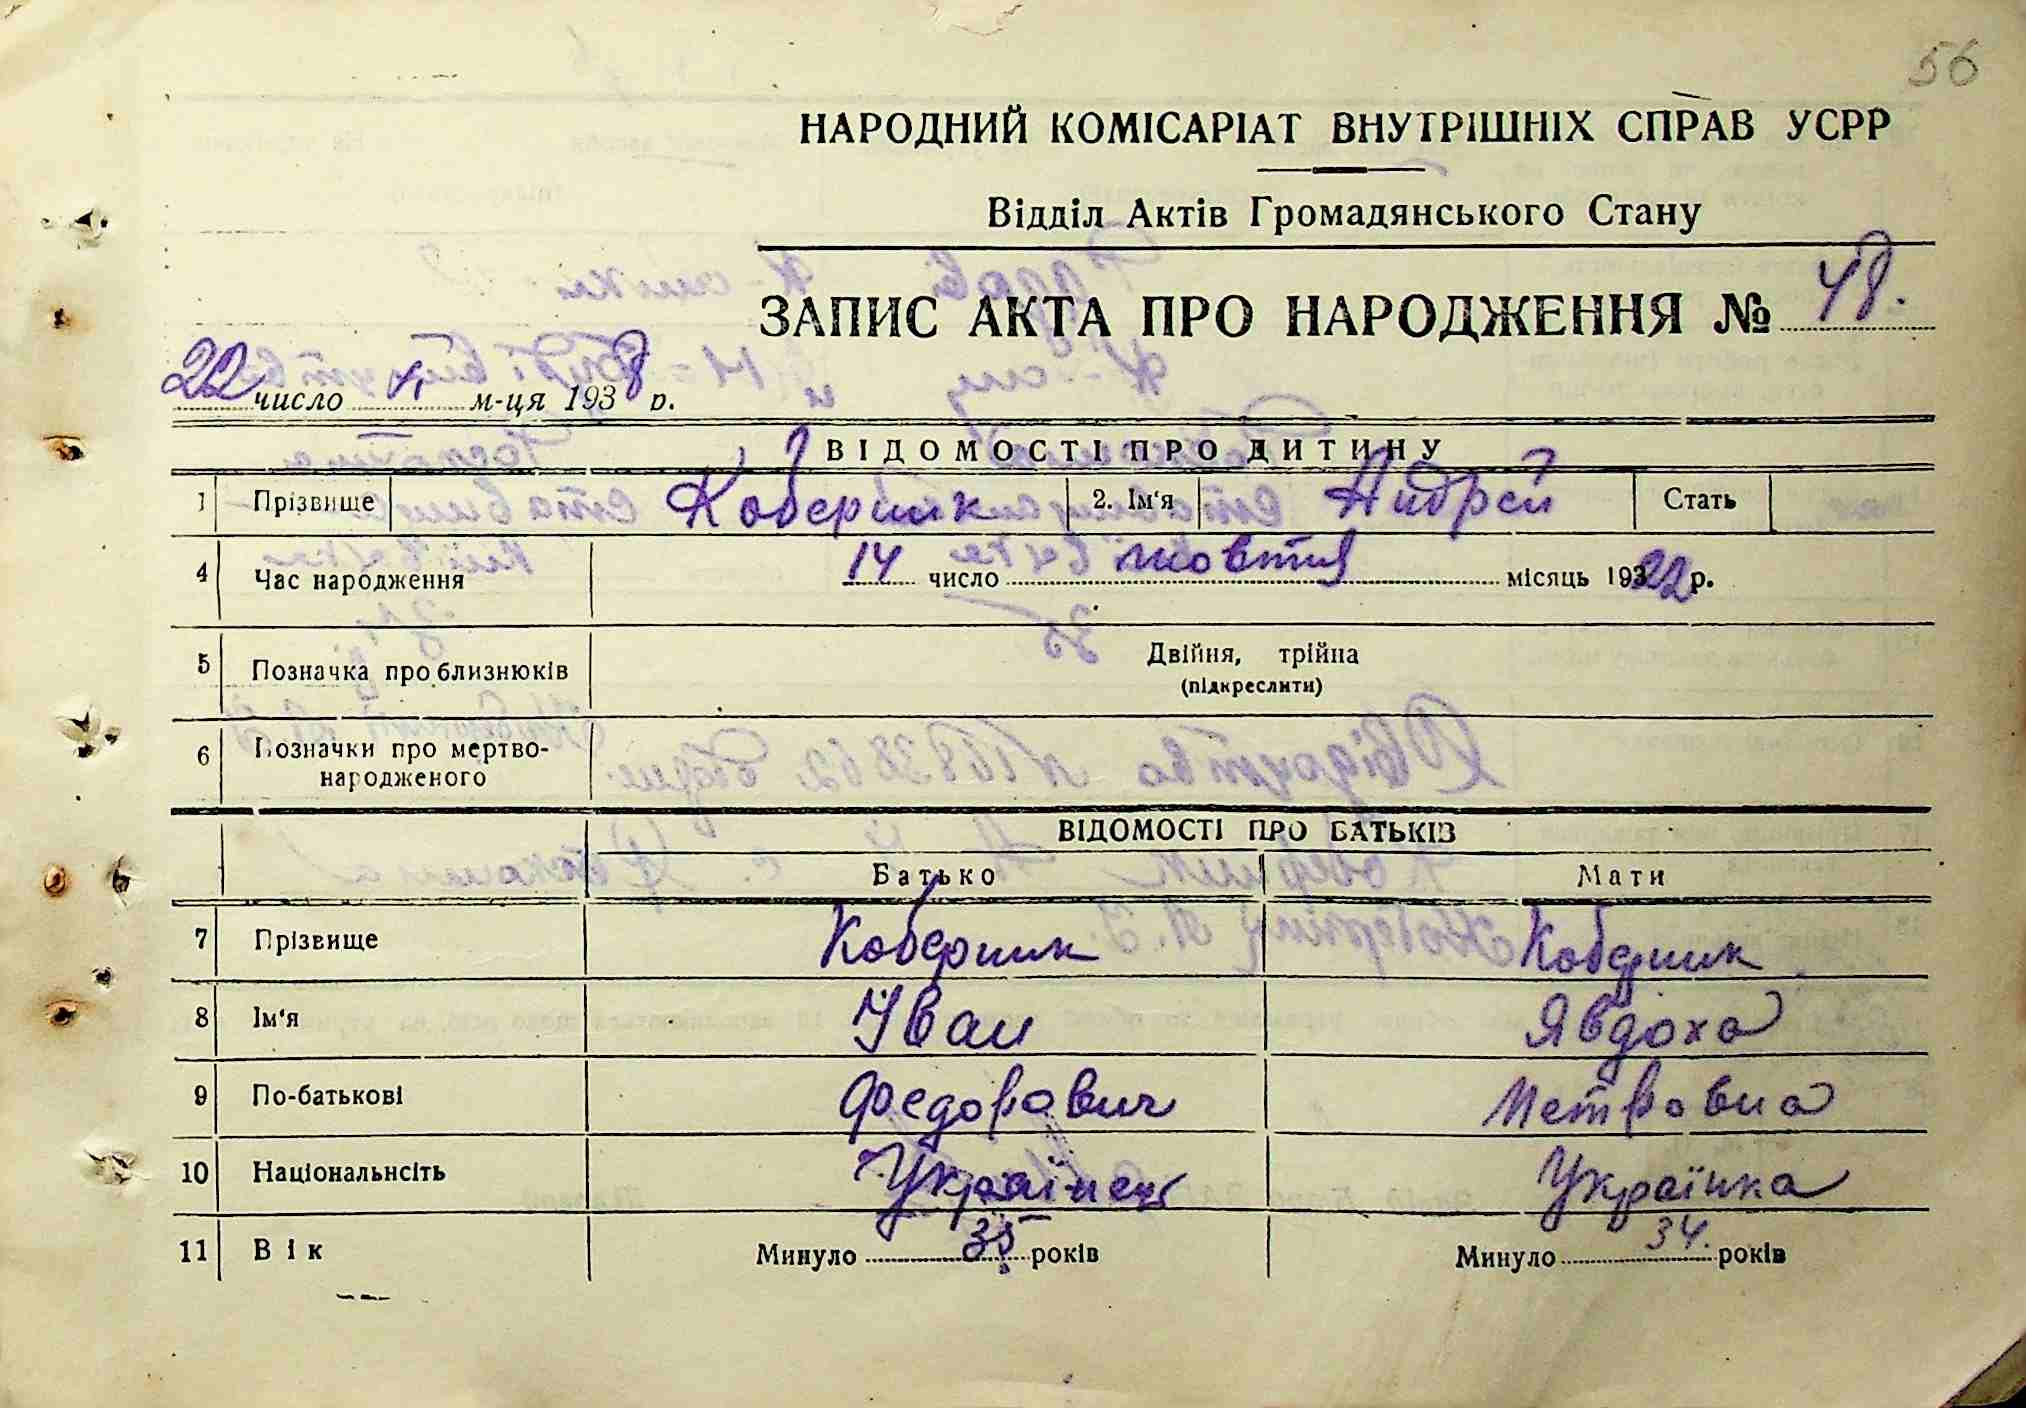 56
НАРОДНИЙ КОМІСАРІАТ ВНУТРІШНІХ СПРАВ УСРР
Відділ Актів Громадянського Стану
ЗАПИС АКТА ПРО НАРОДЖЕННЯ № 48.
22 число м-ця 1938 р.
ВІДОМОСТІ ПРО ДИТИНУ
1 Прізвище Коберник 2. Ім'я Андрей Стать
4 Час народження 14 число жовтня місяць 1922 р.
5 Позначка про близнюків Двійня, трійна
(підкреслити)
6 Позначки про мертво-
народженого
ВІДОМОСТІ ПРО БАТЬКІВ
Батько Мати
7 Прізвище Коберник Коберник
8 Ім'я Іван Явдоха
9 По-батькові Федорович Петровна
10 Національнсіть Українець Українка
11 Вік Минуло 35 років Минуло 34. років